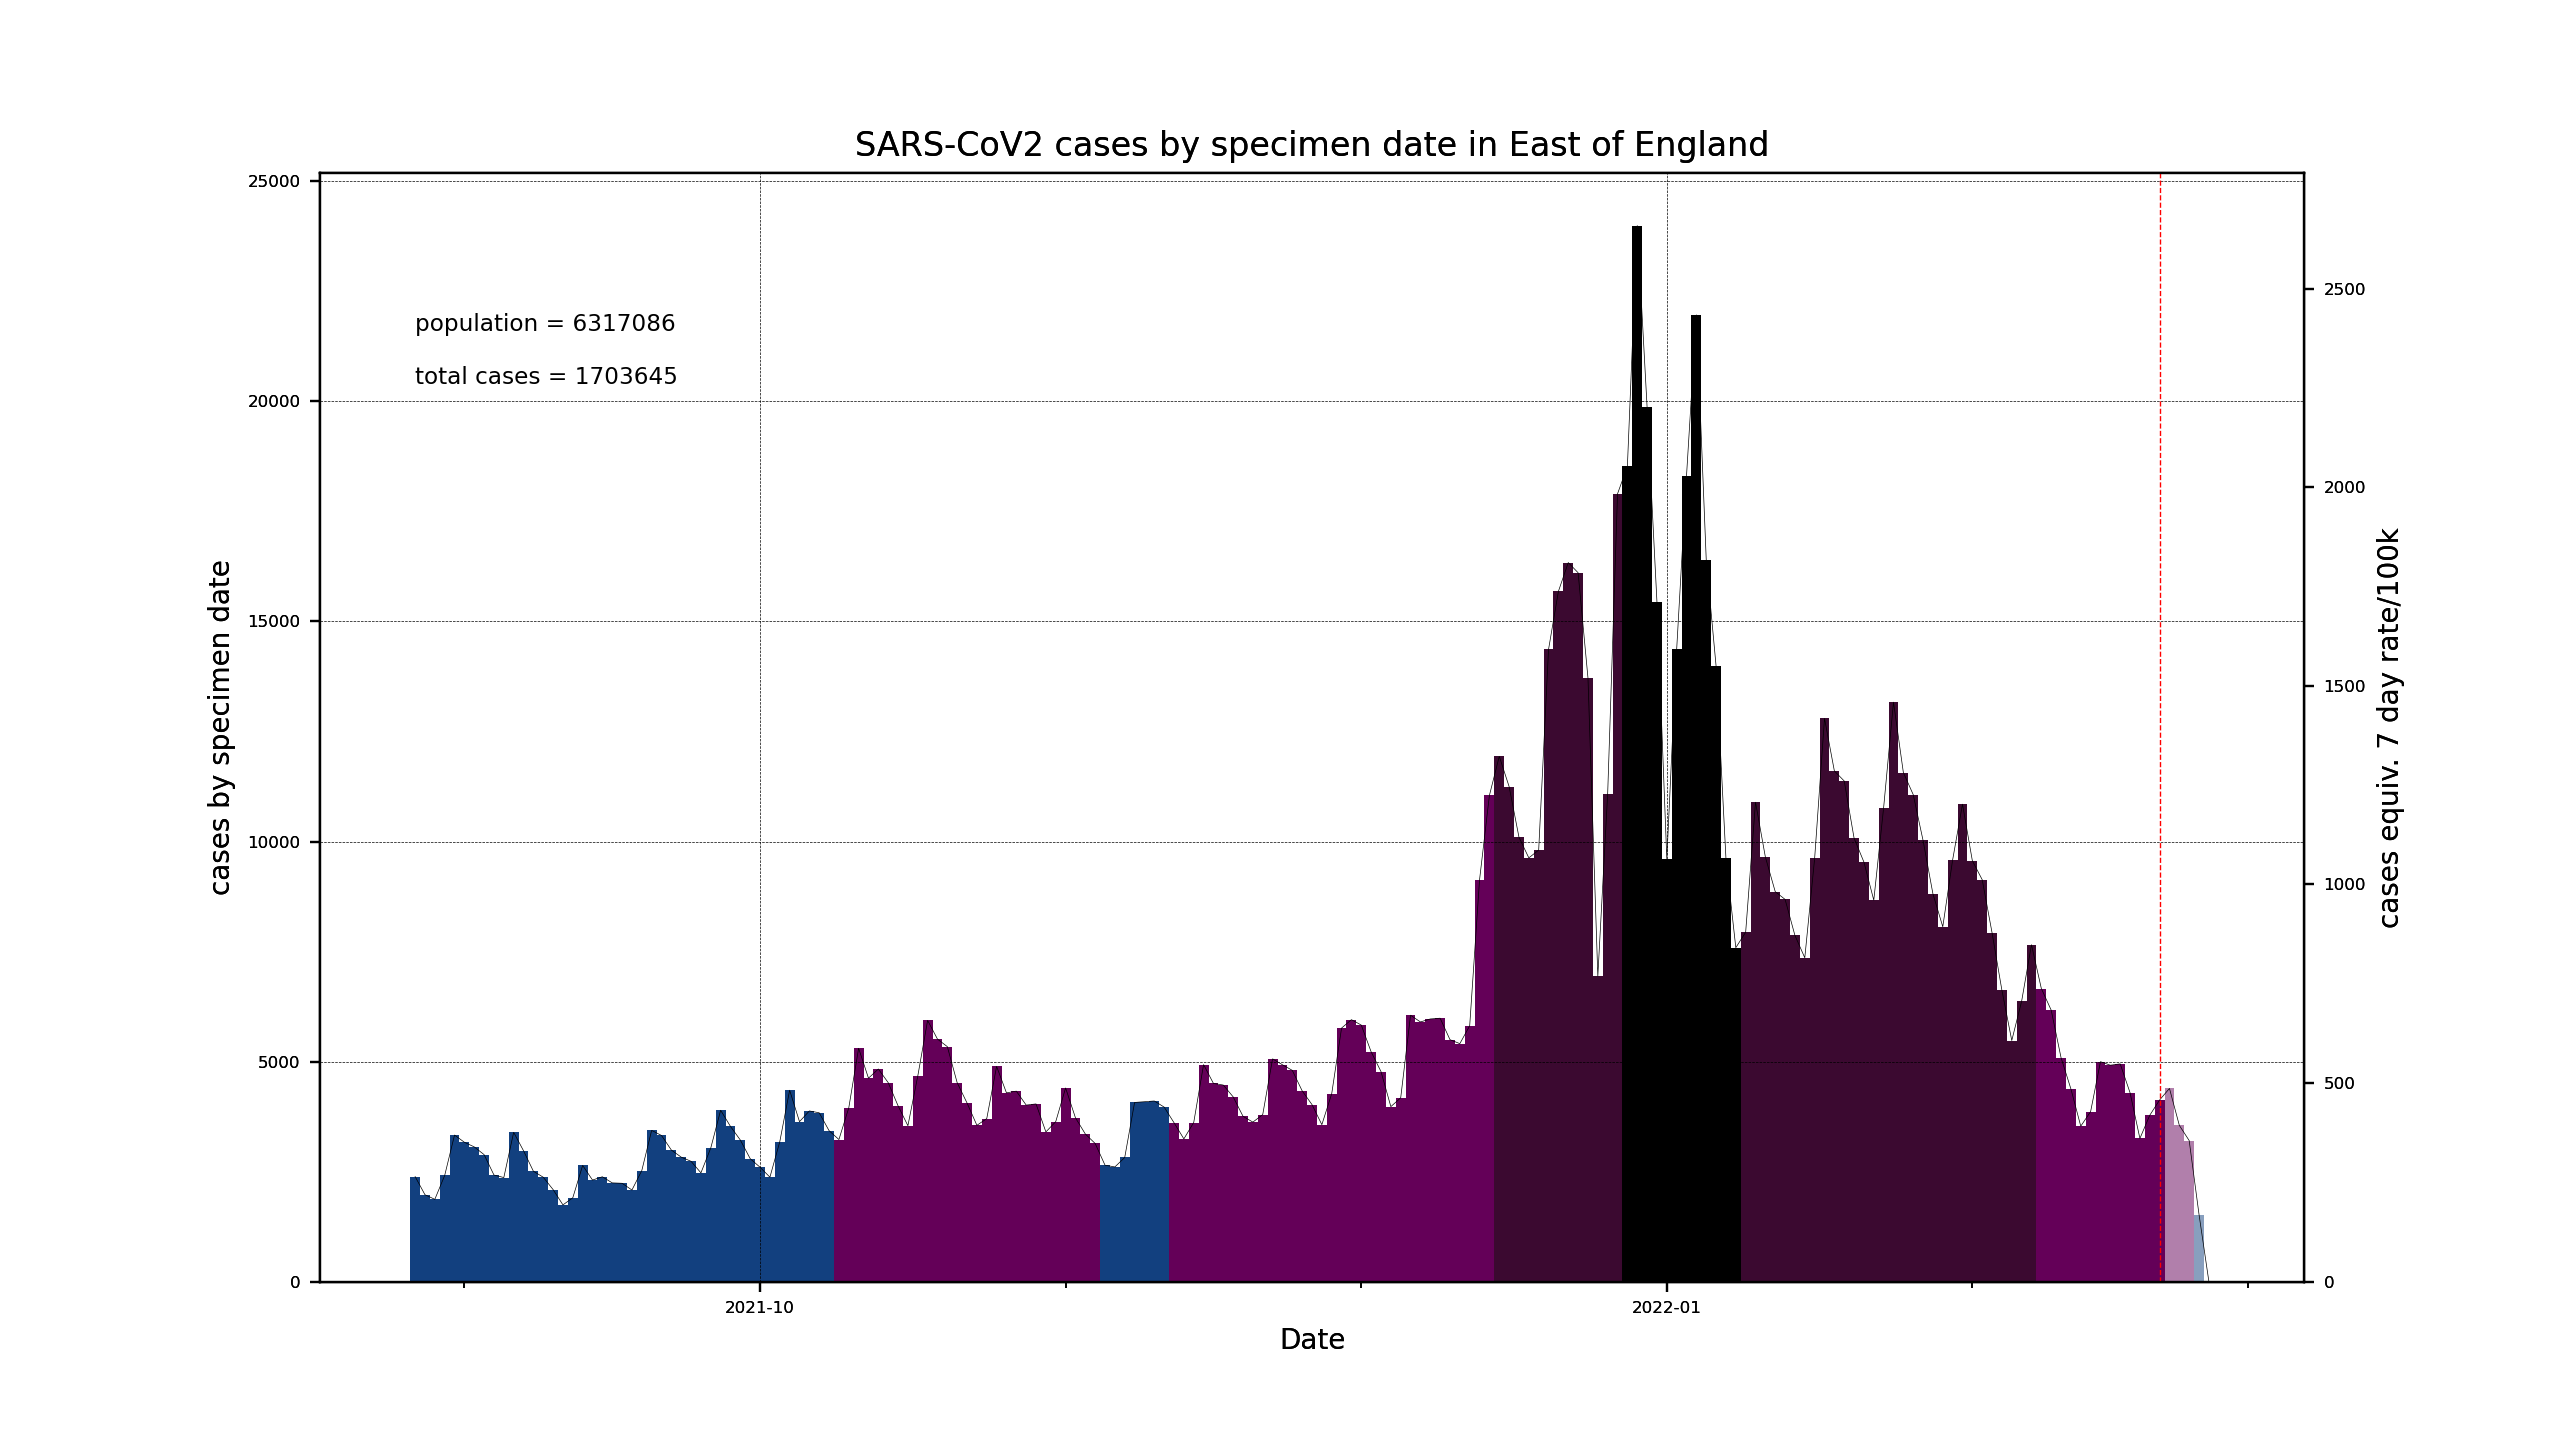 SARS-CoV2 cases by specimen date in East of England
25000
20000
15000
10000
5000
0
cases by specimen date
population = 6317086
total cases = 1703645
2500
2000
1500
1000
500
0
cases equiv. 7 day rate/100k
2021-10
2022-01
Date